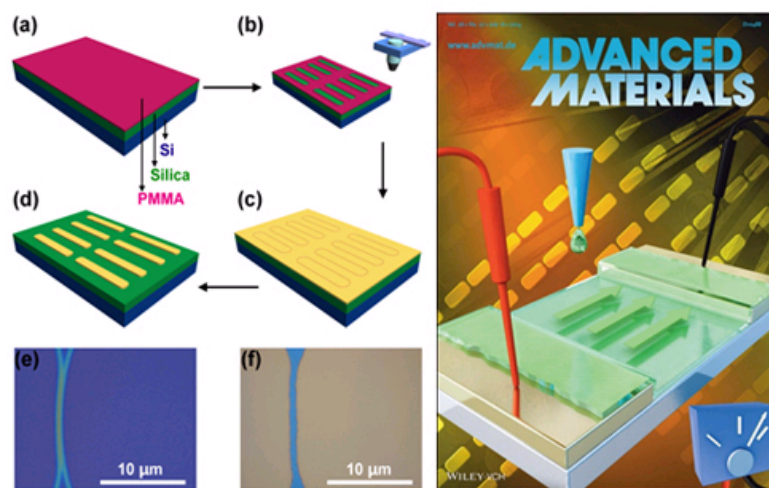 (a)
(b)
Si
Silica
PMMA
(d)
(c)
(e)
10 µm
(f)
10 µm
www.advmat.de
ADVANCED
MATERIALS
WILEY-VCH